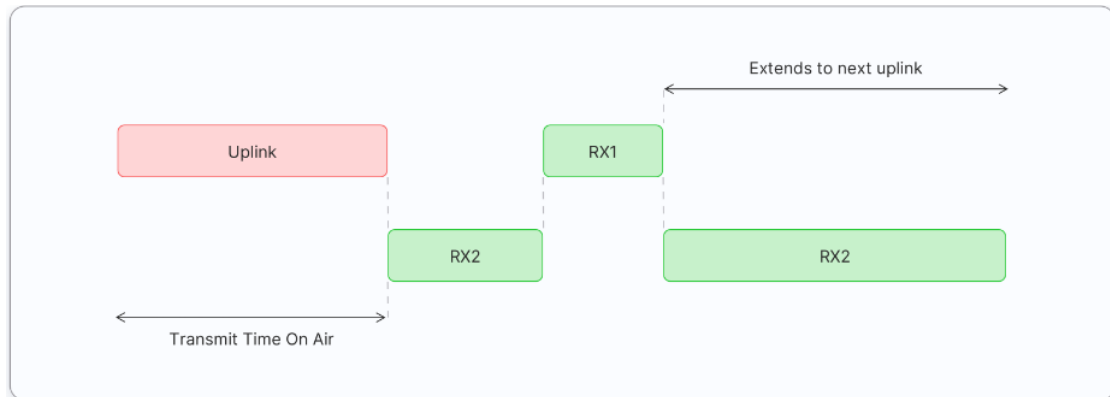 Extends to next uplink
Uplink
RX1
RX2
RX2
Transmit Time On Air